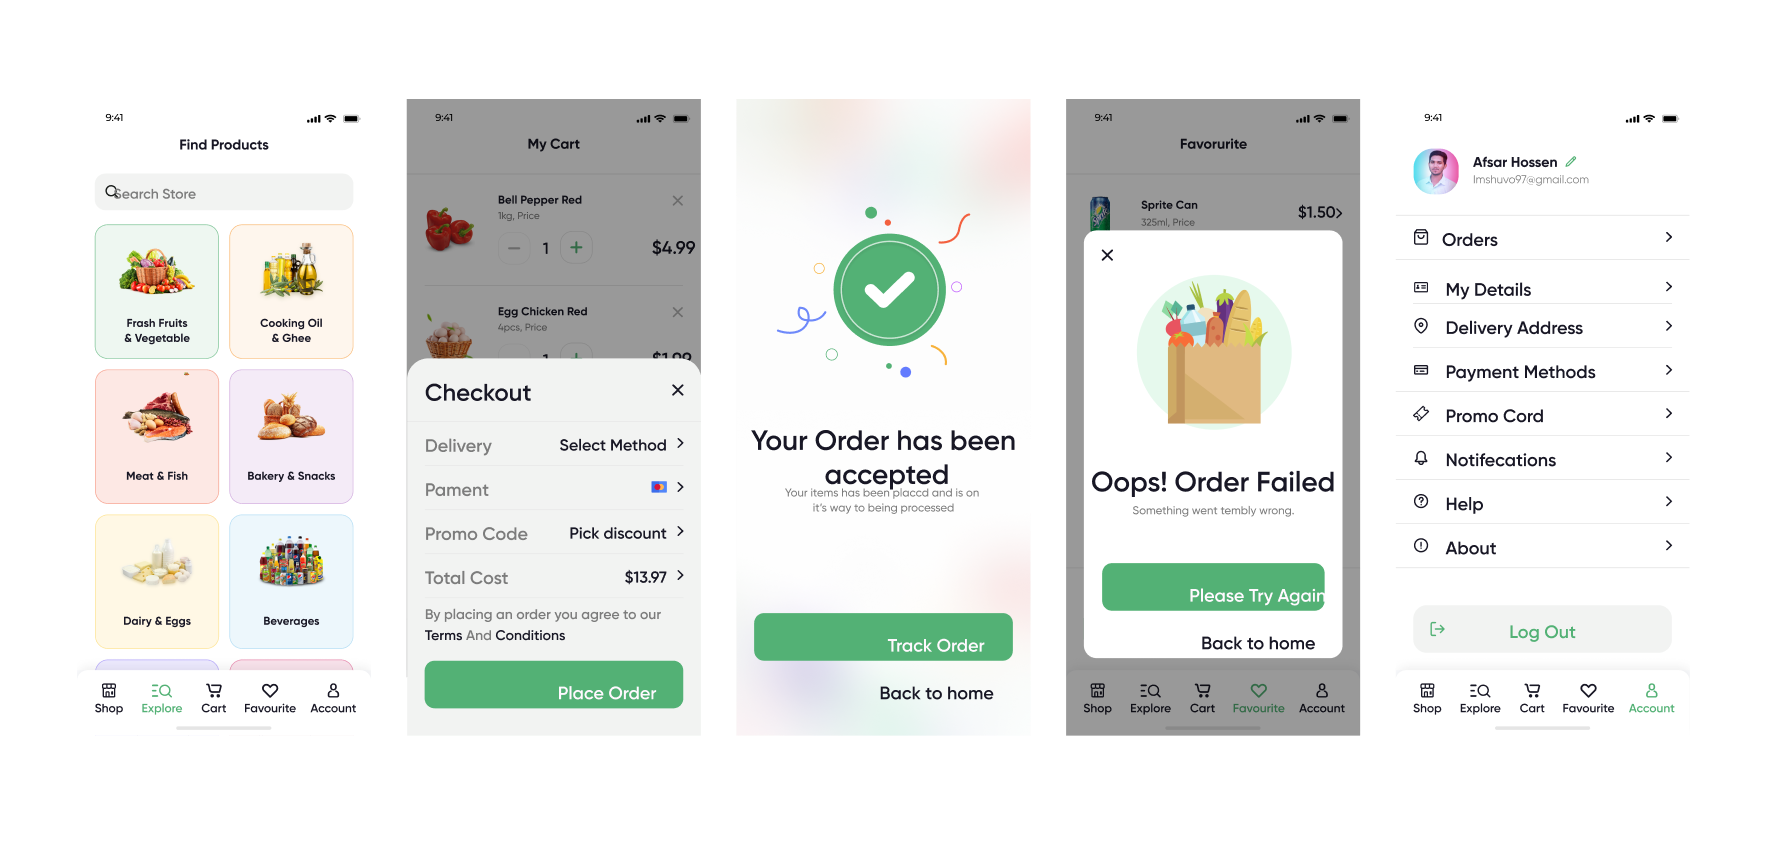 9:41
Find Products
Search Store
Frash Fruits
& Vegetable
Cooking Oil
& Ghee
Meat & Fish
Bakery & Snacks
Dairy & Eggs
Beverages
Shop
Explore
Cart
Favourite
Account
9:41
My Cart
Bell Pepper Red
1kg, Price
1
$4.99
Egg Chicken Red
4pcs, Price
1
$1.99
Checkout
Delivery
Select Method
Pament
Promo Code
Pick discount
Total Cost
$13.97
By placing an order you agree to our
Terms And Conditions
Place Order
Your Order has been
accepted
Your items has been placcd and is on
it's way to being processed
Track Order
Back to home
9:41
Favorurite
Sprite Can
325ml, Price
$1.50
Sprite
Oops! Order Failed
Something went tembly wrong.
Please Try Again
Back to home
Shop
Explore
Cart
Favourite
Account
9:41
Afsar Hossen
Imshuvo97@gmail.com
Orders
My Details
Delivery Address
Payment Methods
Promo Cord
Notifecations
Help
About
Log Out
Shop
Explore
Cart
Favourite
Account